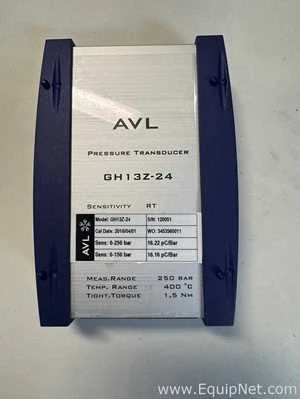 AVL
PRESSURE TRANSDUCER
GH13Z-24
SENSITIVITY RT
AVL
Model: GH13Z-24 S/N: 120051
Cal Date: 2016/04/01 WO: 3453560011
Sens: 0-250 bar 16.22 pC/Bar
Sens: 0-150 bar 16.16 pC/Bar
MEAS.RANGE 250 BAR
TEMP. RANGE 400 °C
TIGHT.TORQUE 1,5 NM
www.EquipNet.com